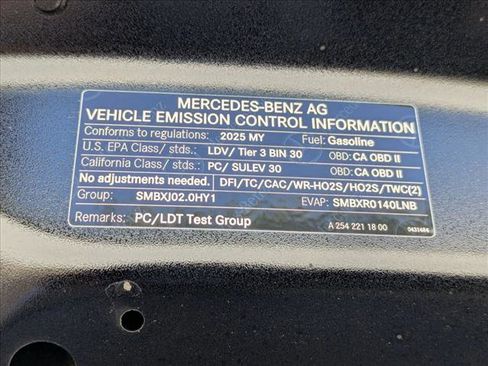 MERCEDES-BENZ AG
VEHICLE EMISSION CONTROL INFORMATION
Conforms to regulations: 2025 MY Fuel: Gasoline
U.S. EPA Class/ stds.: LDV/ Tier 3 BIN 30 OBD: CA OBD II
California Class/ stds.: PC/ SULEV 30 OBD: CA OBD II
No adjustments needed. DFI/TC/CAC/WR-HO2S/HO2S/TWC(2)
Group: SMBXJ02.0HY1 EVAP: SMBXR0140LNB
Remarks: PC/LDT Test Group A 254 221 18 00